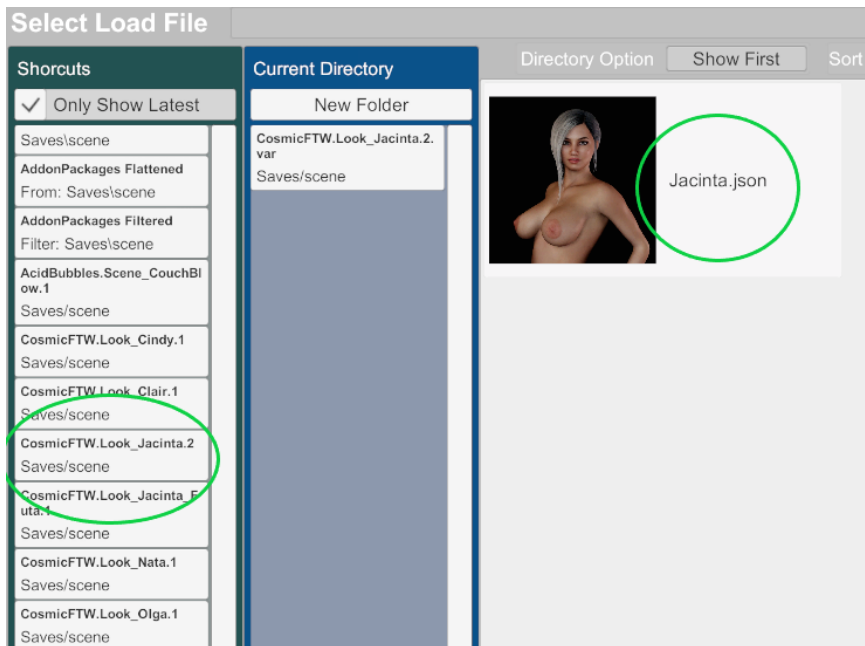 Select Load File
Shorcuts
Only Show Latest
Saves\scene
AddonPackages Flattened
From: Saves\scene
AddonPackages Filtered
Filter: Saves\scene
AcidBubbles.Scene_CouchBl
ow.1
Saves/scene
CosmicFTW.Look_Cindy.1
Saves/scene
CosmicFTW.Look_Clair.1
Saves/scene
CosmicFTW.Look_Jacinta.2
Saves/scene
CosmicFTW.Look_Jacinta_F
uta.1
Saves/scene
CosmicFTW.Look_Nata.1
Saves/scene
CosmicFTW.Look_Olga.1
Saves/scene
Current Directory
New Folder
CosmicFTW.Look_Jacinta.2.
var
Saves/scene
Directory Option
Show First
Sort
Jacinta.json